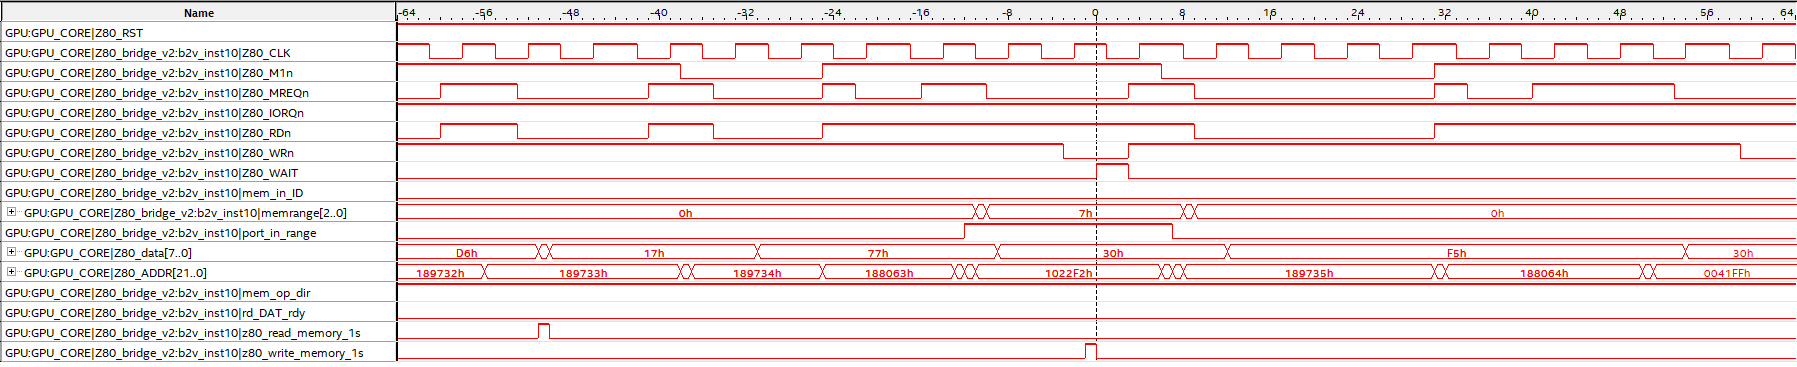 Name -64 -56 -48 -40 -32 -24 -16 -8 0 8 16 24 32 40 48 56 64
GPU:GPU_CORE|Z80_RST
GPU:GPU_CORE|Z80_bridge_v2:b2v_inst10|Z80_CLK
GPU:GPU_CORE|Z80_bridge_v2:b2v_inst10|Z80_M1n
GPU:GPU_CORE|Z80_bridge_v2:b2v_inst10|Z80_MREQn
GPU:GPU_CORE|Z80_bridge_v2:b2v_inst10|Z80_IORQn
GPU:GPU_CORE|Z80_bridge_v2:b2v_inst10|Z80_RDn
GPU:GPU_CORE|Z80_bridge_v2:b2v_inst10|Z80_WRn
GPU:GPU_CORE|Z80_bridge_v2:b2v_inst10|Z80_WAIT
GPU:GPU_CORE|Z80_bridge_v2:b2v_inst10|mem_in_ID
GPU:GPU_CORE|Z80_bridge_v2:b2v_inst10|memrange[2..0] 0h 7h 0h
GPU:GPU_CORE|Z80_bridge_v2:b2v_inst10|port_in_range
GPU:GPU_CORE|Z80_data[7..0] D6h 17h 77h 30h F5h 30h
GPU:GPU_CORE|Z80_ADDR[21..0] 189732h 189733h 189734h 188063h 1022F2h 189735h 188064h 0041FFh
GPU:GPU_CORE|Z80_bridge_v2:b2v_inst10|mem_op_dir
GPU:GPU_CORE|Z80_bridge_v2:b2v_inst10|rd_DAT_rdy
GPU:GPU_CORE|Z80_bridge_v2:b2v_inst10|z80_read_memory_1s
GPU:GPU_CORE|Z80_bridge_v2:b2v_inst10|z80_write_memory_1s